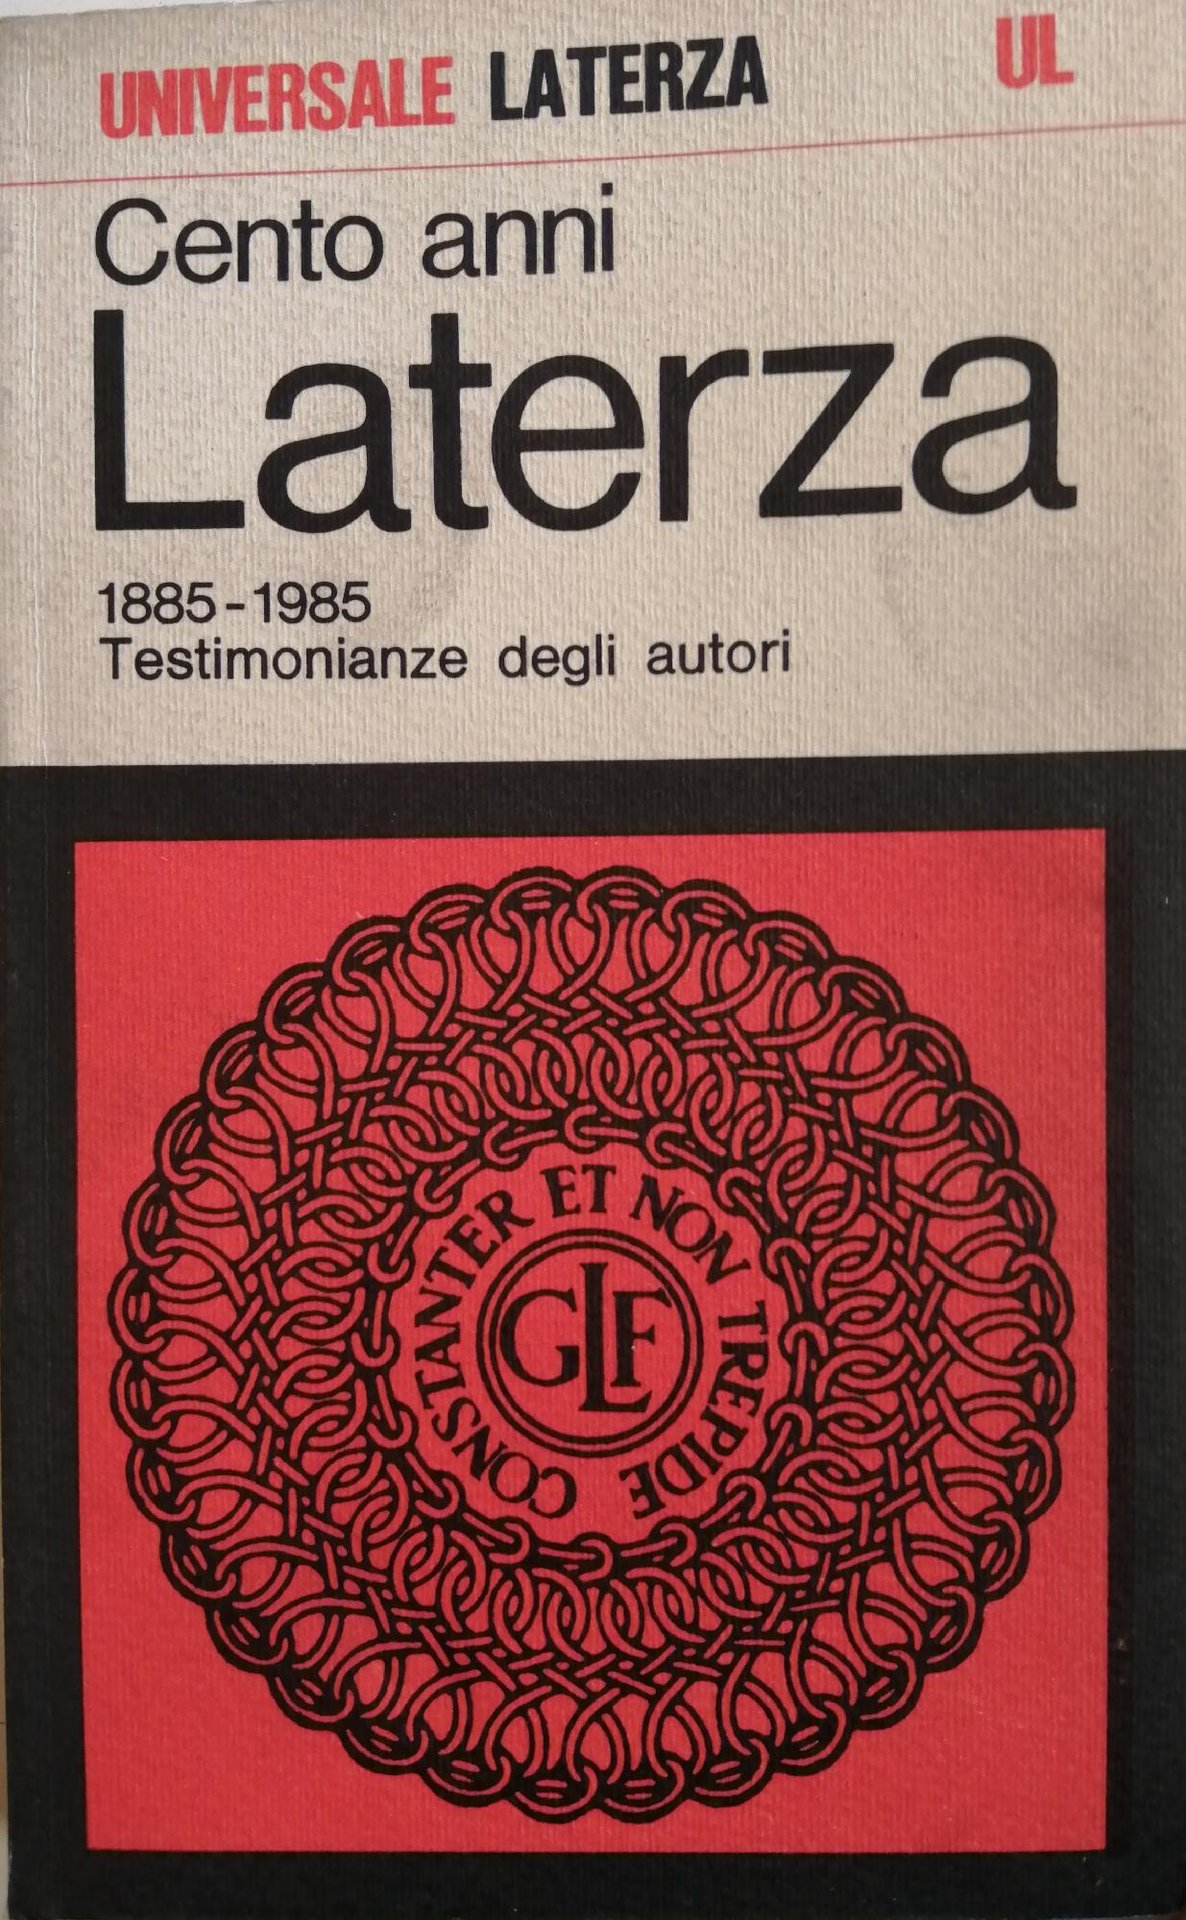 UNIVERSALE LATERZA UL
Cento anni
Laterza
1885-1985
Testimonianze degli autori
CONSTANTER ET NON TREPIDE
GLF